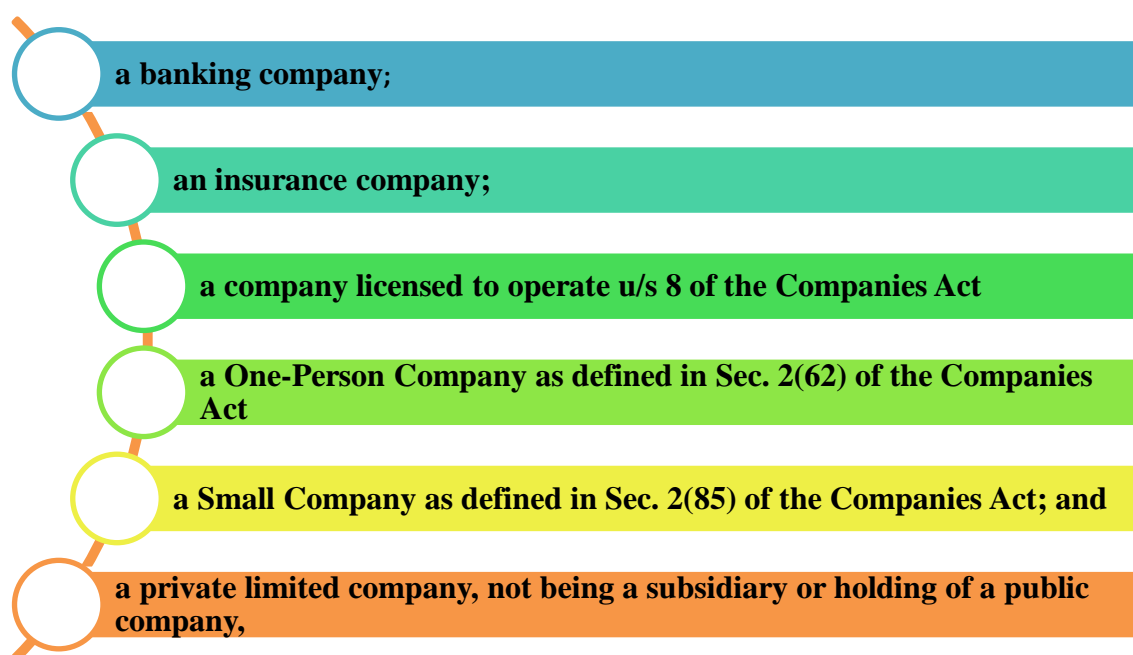 a banking company;
an insurance company;
a company licensed to operate u/s 8 of the Companies Act
a One-Person Company as defined in Sec. 2(62) of the Companies
Act
a Small Company as defined in Sec. 2(85) of the Companies Act; and
a private limited company, not being a subsidiary or holding of a public
company,